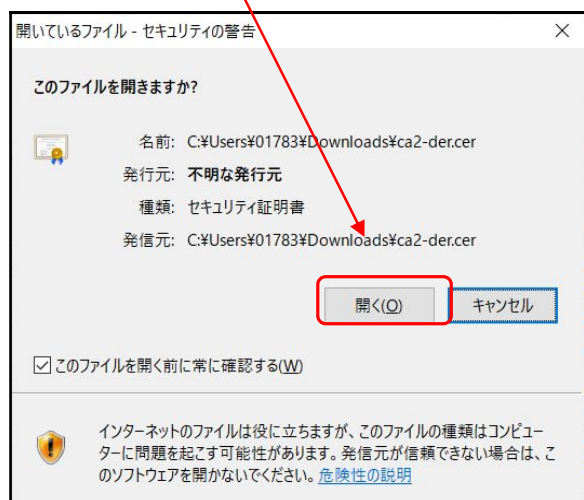 開いているファイル - セキュリティの警告
このファイルを開きますか?
名前: C:¥Users¥01783¥Downloads¥ca2-der.cer
発行元: 不明な発行元
種類: セキュリティ証明書
発信元: C:¥Users¥01783¥Downloads¥ca2-der.cer
開く(O) キャンセル
このファイルを開く前に常に確認する(W)
インターネットのファイルは役に立ちますが、このファイルの種類はコンピュー
ターに問題を起こす可能性があります。発信元が信頼できない場合は、こ
のソフトウェアを開かないでください。危険性の説明